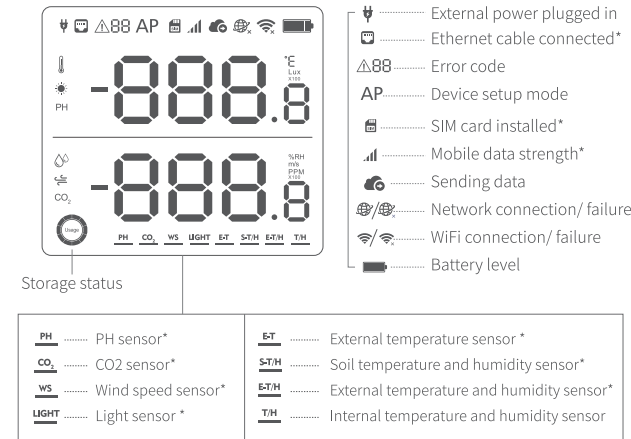 ⚠88 AP
External power plugged in
Ethernet cable connected*
⚠88 Error code
AP Device setup mode
SIM card installed*
Mobile data strength*
Sending data
Network connection/ failure
WiFi connection/ failure
Battery level
-888.8
°E
Lux
X100
PH
-888.8
%RH
m/s
PPM
X100
CO₂
Usage
PH CO₂ WS LIGHT E-T S-T/H E-T/H T/H
Storage status
PH PH sensor*
CO₂ CO2 sensor*
WS Wind speed sensor*
LIGHT Light sensor *
E-T External temperature sensor *
S-T/H Soil temperature and humidity sensor*
E-T/H External temperature and humidity sensor*
T/H Internal temperature and humidity sensor